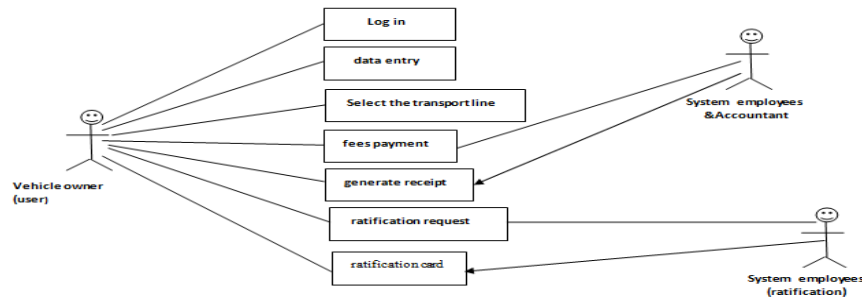 Log in
data entry
Select the transport line
fees payment
generate receipt
ratification request
ratification card
Vehicle owner
(user)
System employees
&Accountant
System employees
(ratification)